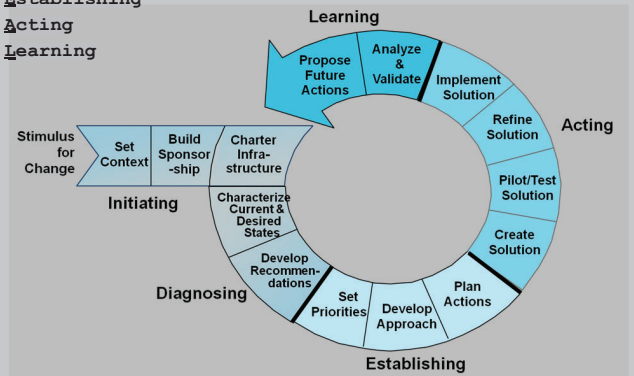 Establishing
Acting
Learning
Learning
Propose
Future
Actions
Analyze
&
Validate
Implement
Solution
Refine
Solution
Acting
Pilot/Test
Solution
Create
Solution
Stimulus
for
Change
Set
Context
Build
Sponsor
-ship
Charter
Infra-
structure
Initiating
Characterize
Current &
Desired
States
Develop
Recommen-
dations
Diagnosing
Set
Priorities
Develop
Approach
Plan
Actions
Establishing